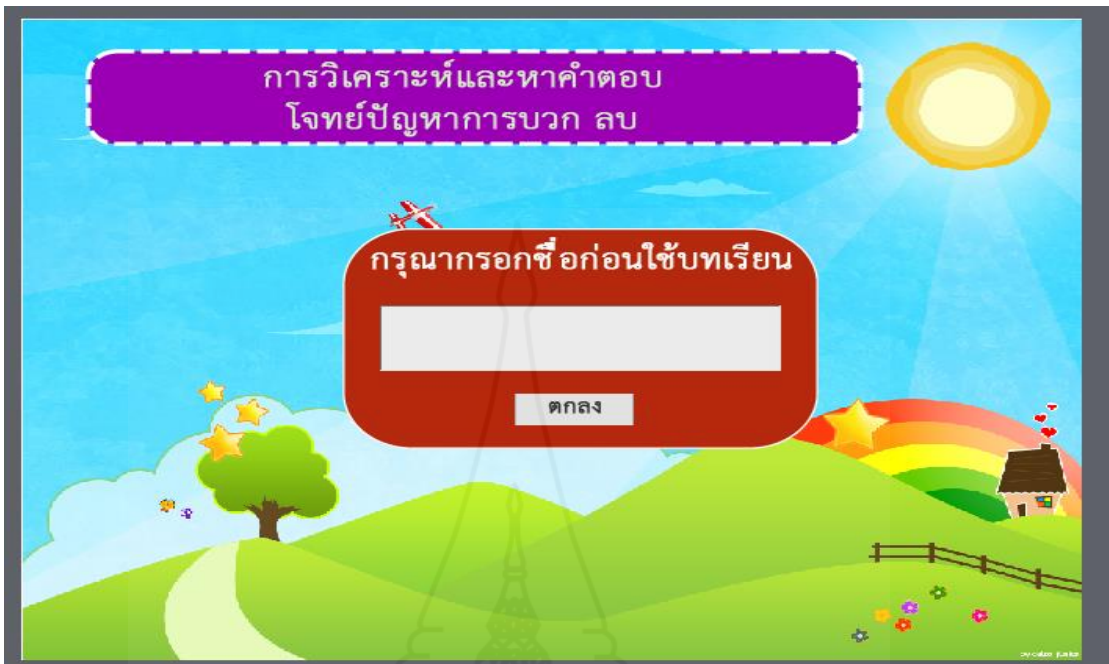 การวิเคราะห์และหาคำตอบ
โจทย์ปัญหาการบวก ลบ
กรุณากรอกชื่อก่อนใช้บทเรียน
ตกลง